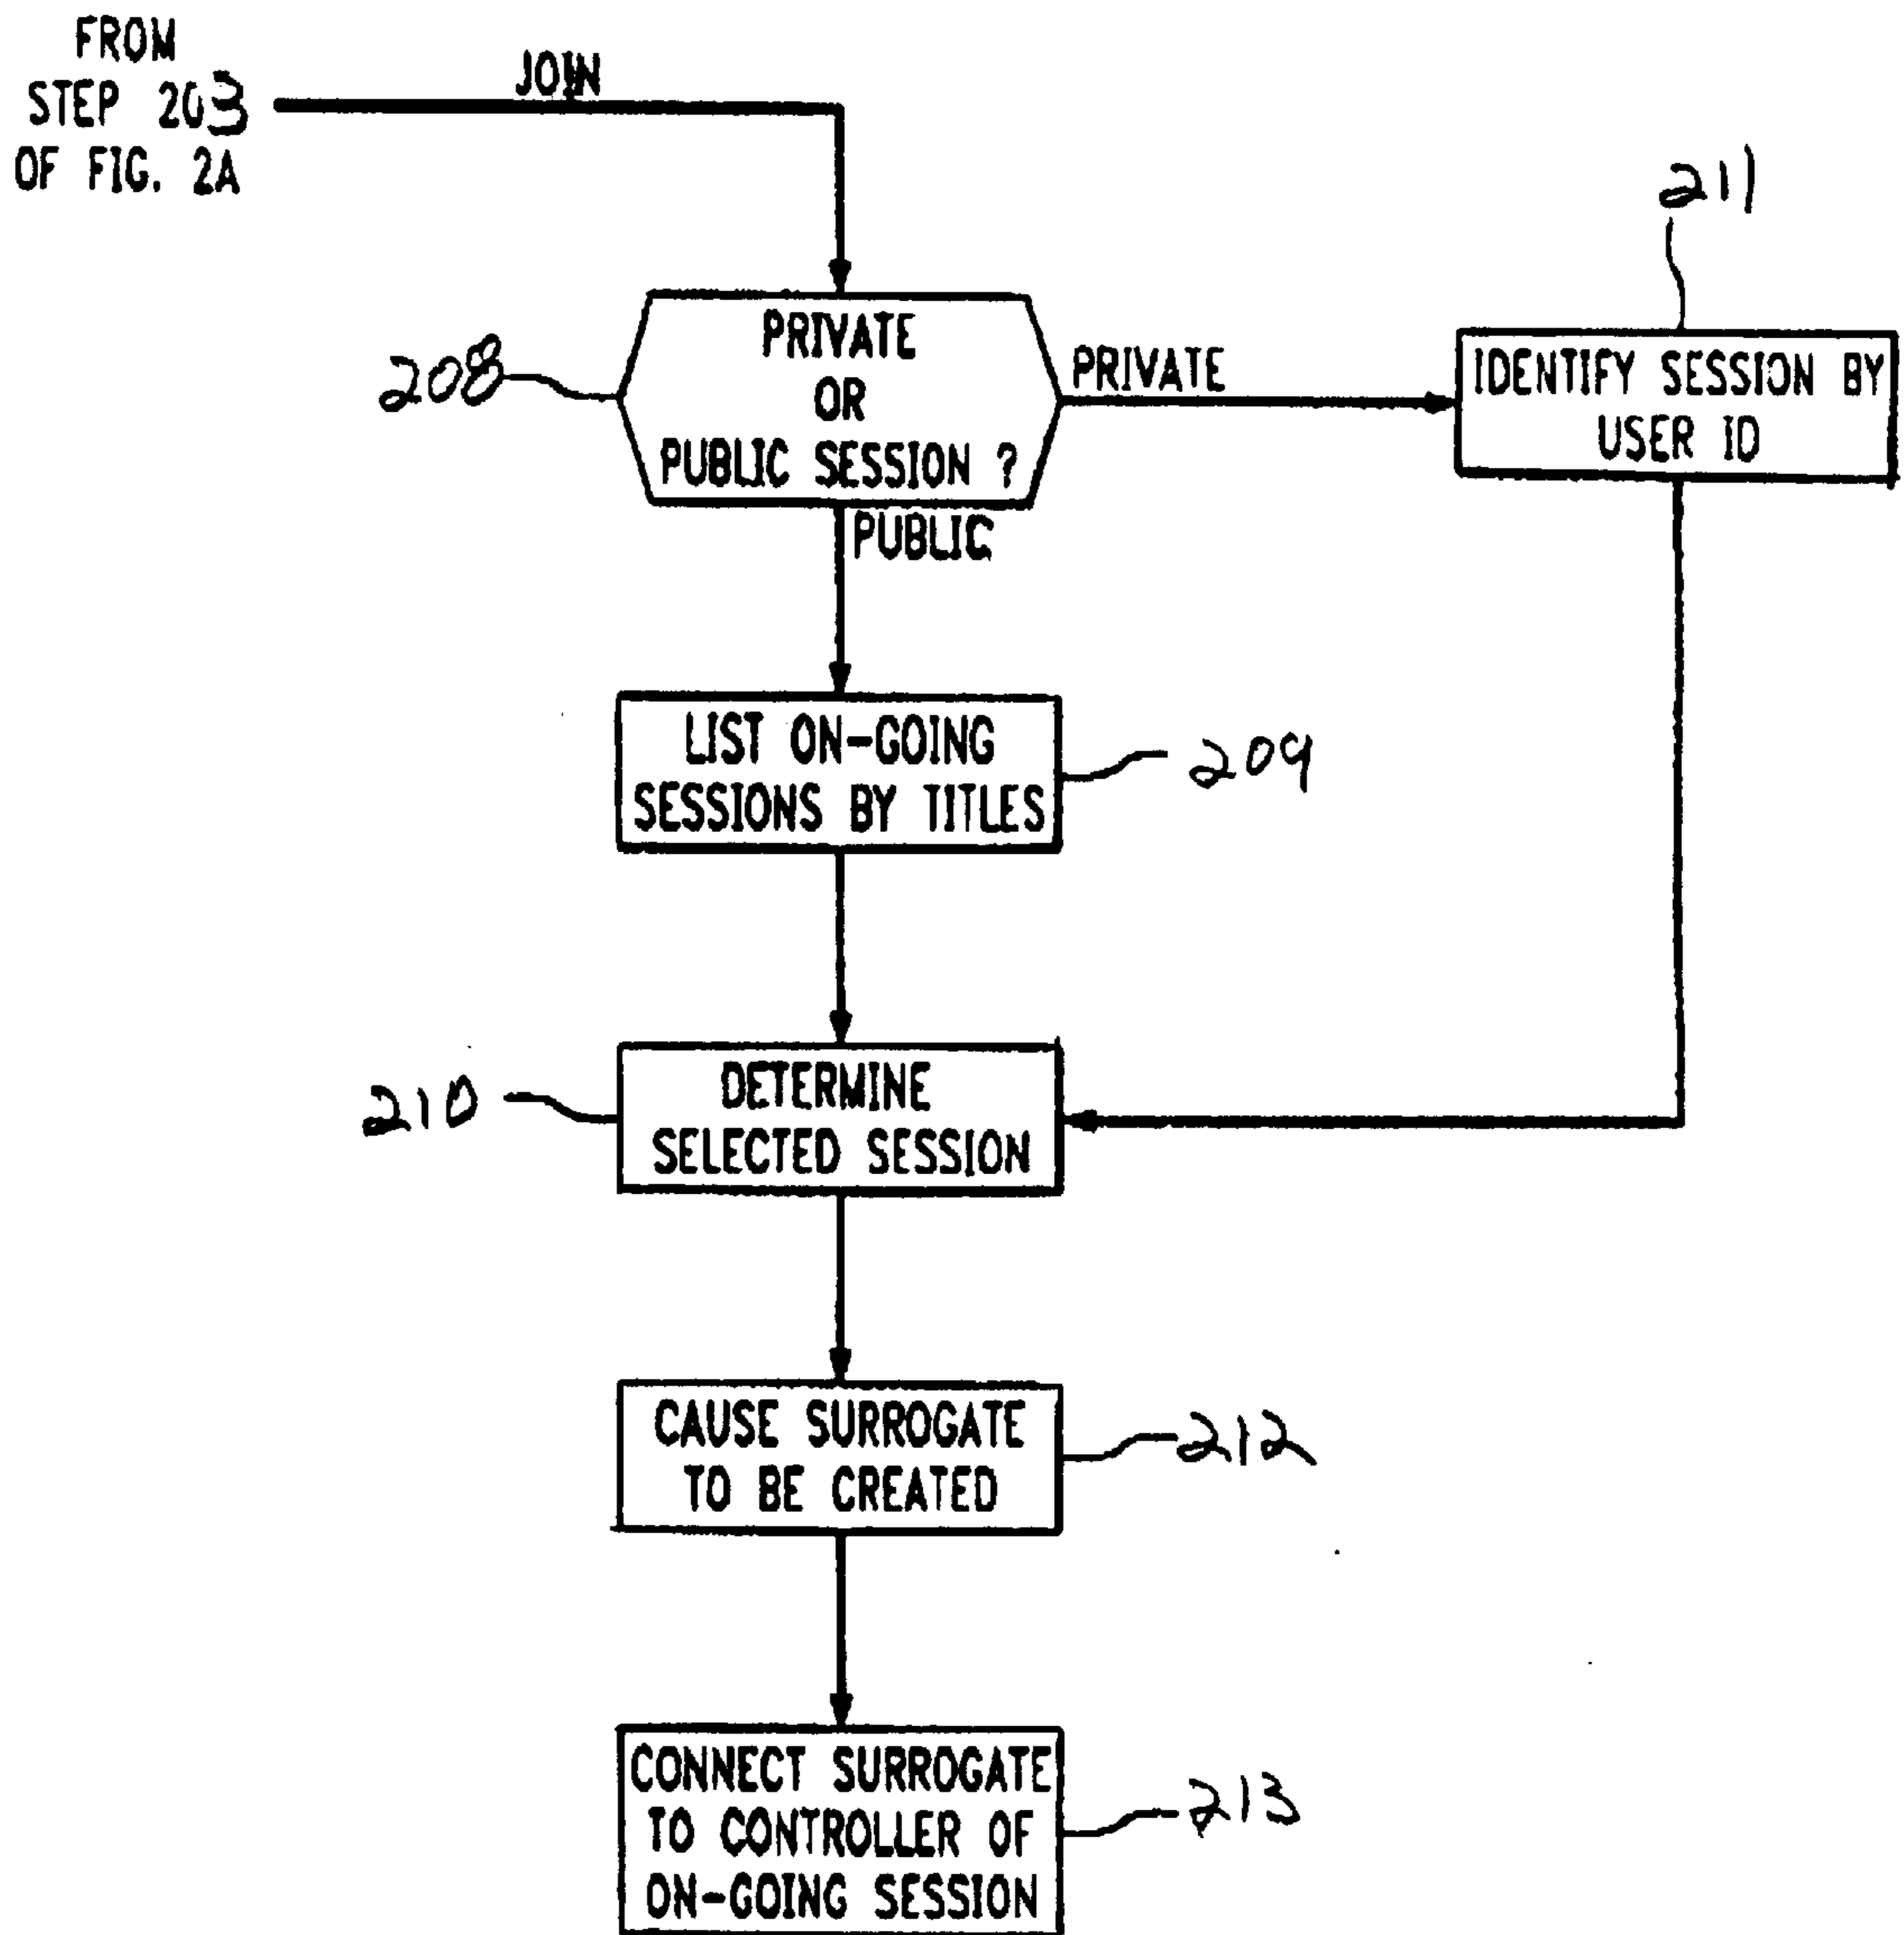 FROM
STEP 203
OF FIG. 2A
JOIN
211
PRIVATE
OR
PUBLIC SESSION ?
208
PRIVATE
IDENTIFY SESSION BY
USER ID
PUBLIC
LIST ON-GOING
SESSIONS BY TITLES
209
DETERMINE
SELECTED SESSION
210
CAUSE SURROGATE
TO BE CREATED
212
CONNECT SURROGATE
TO CONTROLLER OF
ON-GOING SESSION
213